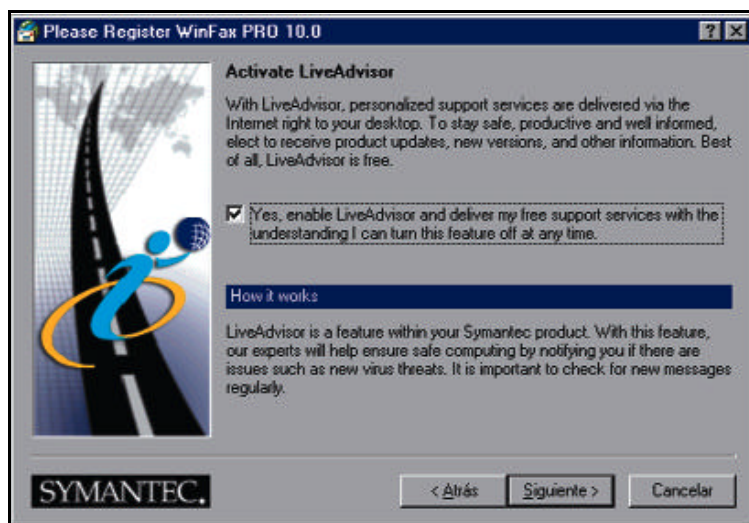 Please Register WinFax PRO 10.0
Activate LiveAdvisor
With LiveAdvisor, personalized support services are delivered via the
Internet right to your desktop. To stay safe, productive and well informed,
elect to receive product updates, new versions, and other information. Best
of all, LiveAdvisor is free.
Yes, enable LiveAdvisor and deliver my free support services with the
understanding I can turn this feature off at any time.
How it works
LiveAdvisor is a feature within your Symantec product. With this feature,
our experts will help ensure safe computing by notifying you if there are
issues such as new virus threats. It is important to check for new messages
regularly.
SYMANTEC.
< Atrás
Siguiente >
Cancelar